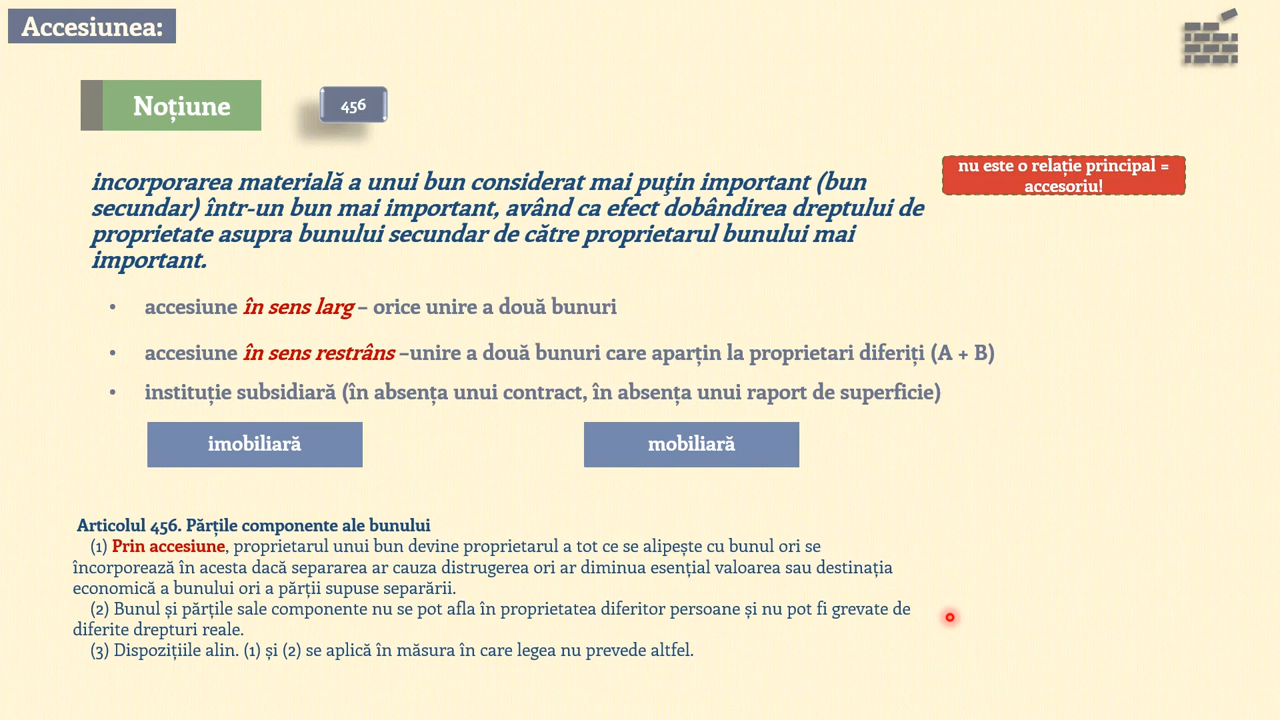 Accesiunea:
Noțiune
456
nu este o relație principal =
accesoriu!
incorporarea materială a unui bun considerat mai puţin important (bun
secundar) într-un bun mai important, având ca efect dobândirea dreptului de
proprietate asupra bunului secundar de către proprietarul bunului mai
important.
• accesiune în sens larg – orice unire a două bunuri
• accesiune în sens restrâns –unire a două bunuri care aparțin la proprietari diferiți (A + B)
• instituție subsidiară (în absența unui contract, în absența unui raport de superficie)
imobiliară
mobiliară
Articolul 456. Părțile componente ale bunului
(1) Prin accesiune, proprietarul unui bun devine proprietarul a tot ce se alipește cu bunul ori se
încorporează în acesta dacă separarea ar cauza distrugerea ori ar diminua esențial valoarea sau destinația
economică a bunului ori a părții supuse separării.
(2) Bunul și părțile sale componente nu se pot afla în proprietatea diferitor persoane și nu pot fi grevate de
diferite drepturi reale.
(3) Dispozițiile alin. (1) și (2) se aplică în măsura în care legea nu prevede altfel.